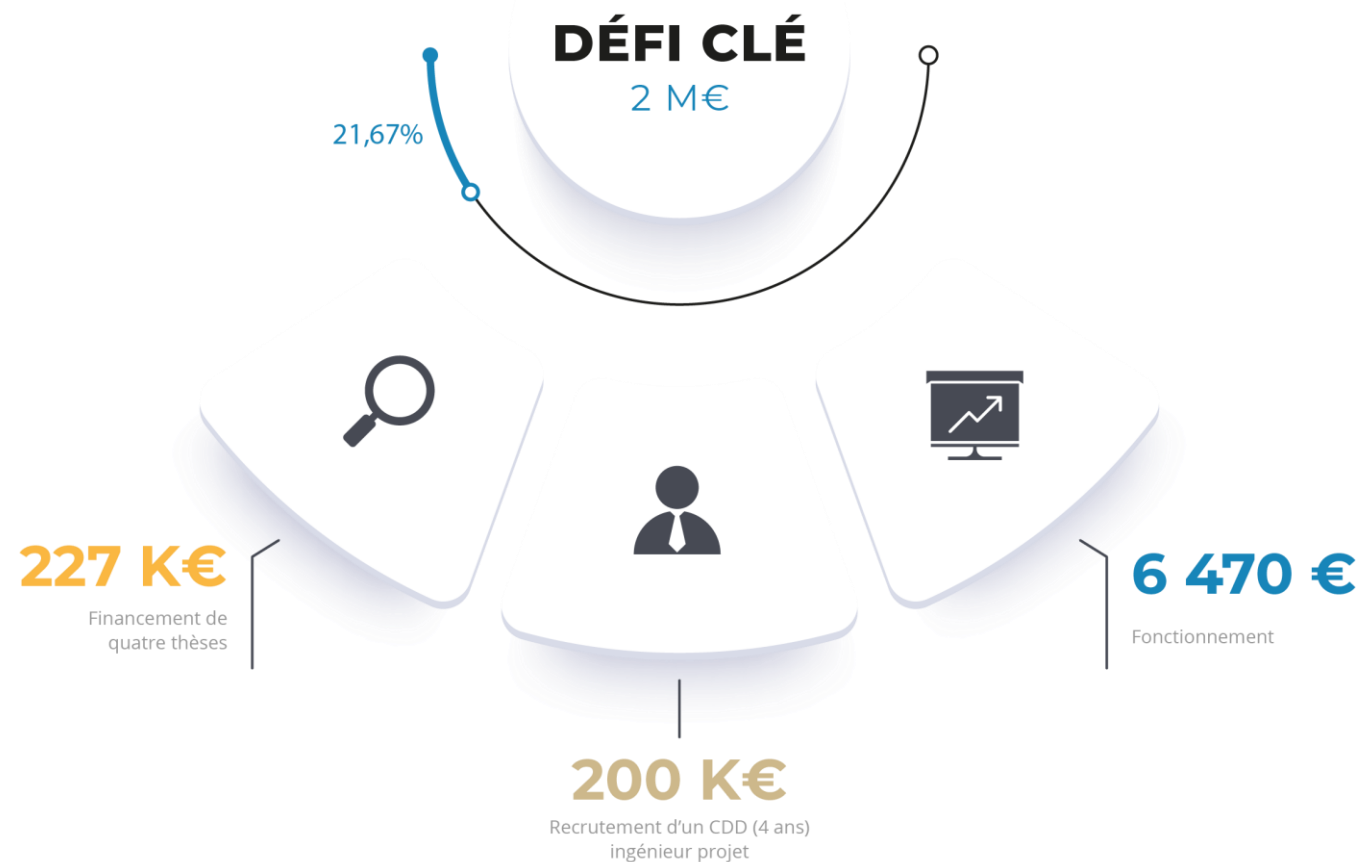 DÉFI CLÉ
2 M€
21,67%
227 K€
Financement de
quatre thèses
6 470 €
Fonctionnement
200 K€
Recrutement d’un CDD (4 ans)
ingénieur projet